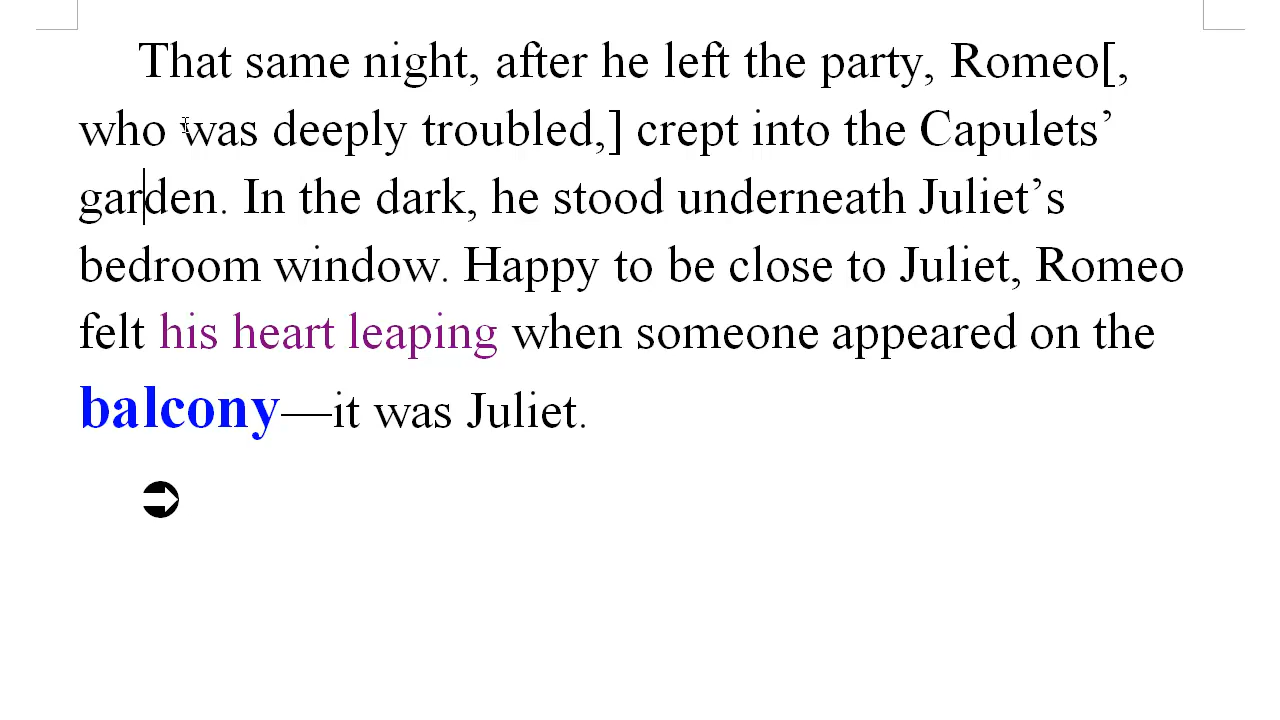 That same night, after he left the party, Romeo[,
who was deeply troubled,] crept into the Capulets’
garden. In the dark, he stood underneath Juliet’s
bedroom window. Happy to be close to Juliet, Romeo
felt his heart leaping when someone appeared on the
balcony—it was Juliet.
➲